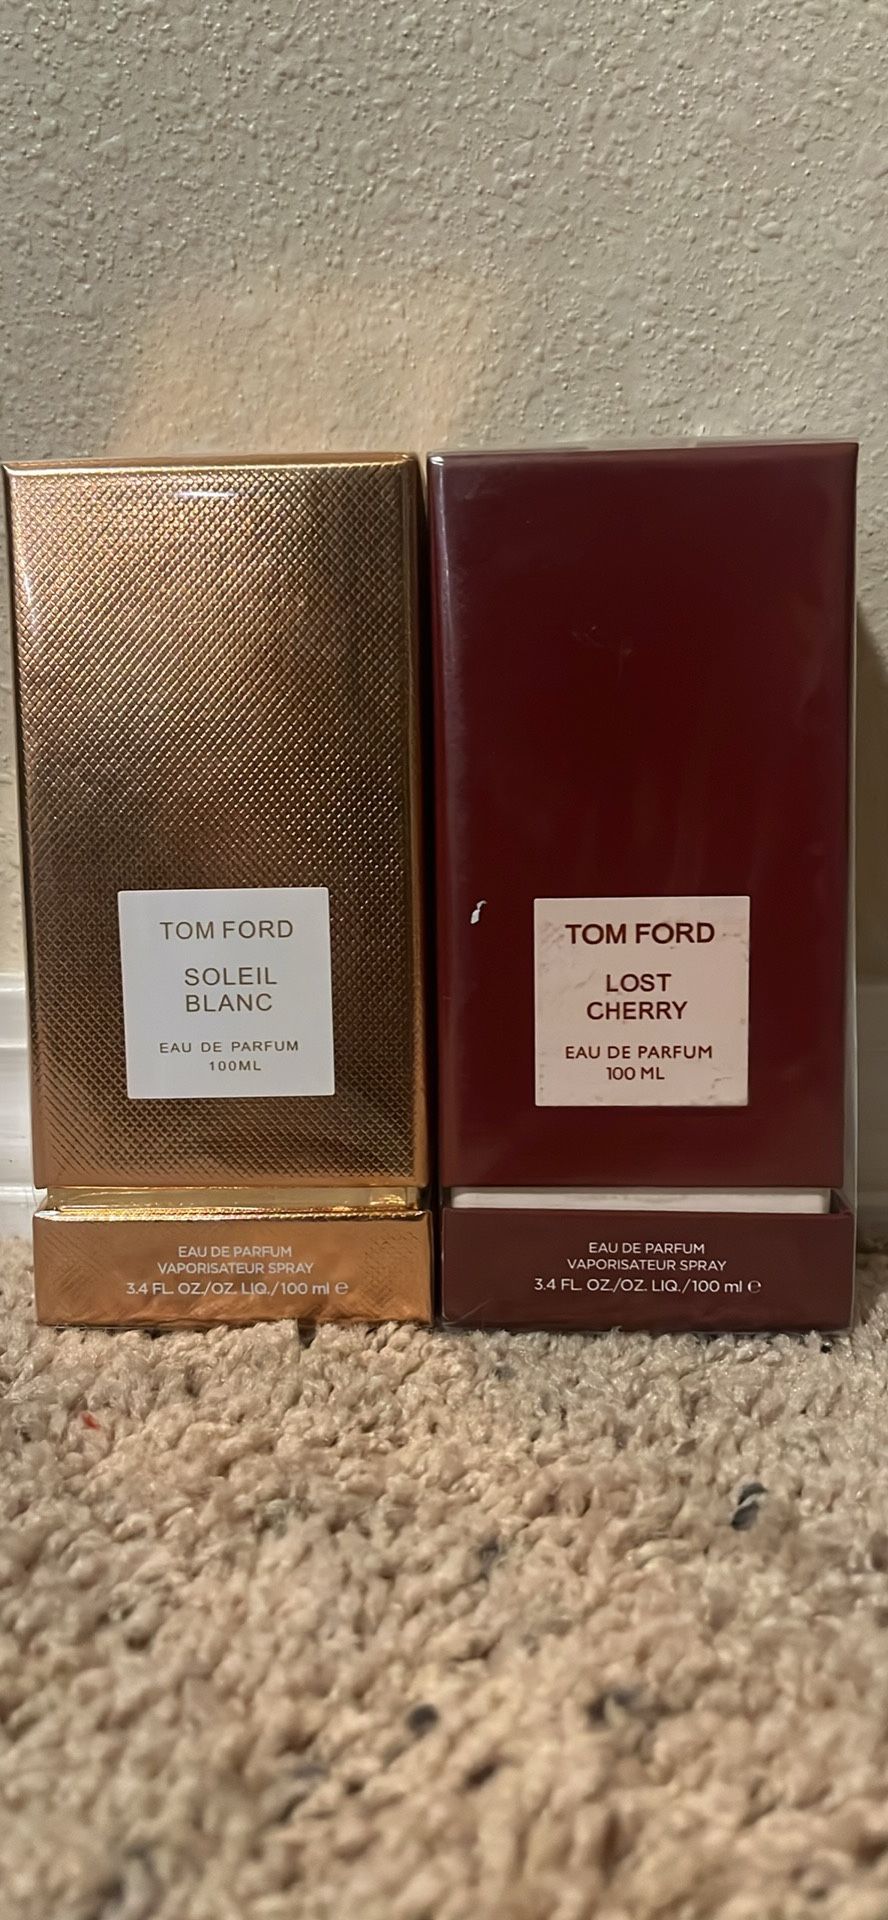 TOM FORD
SOLEIL
BLANC
EAU DE PARFUM
100ML
EAU DE PARFUM
VAPORISATEUR SPRAY
3.4 FL. OZ./OZ. LIQ./100 ml ℮
TOM FORD
LOST
CHERRY
EAU DE PARFUM
100 ML
EAU DE PARFUM
VAPORISATEUR SPRAY
3.4 FL. OZ./OZ. LIQ./100 ml ℮